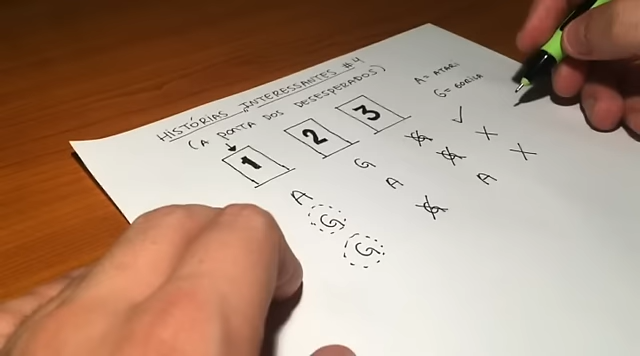 HISTÓRIAS INTERESSANTES #4
(A PORTA DOS DESESPERADOS)
A = ATARI
G = GORILA
1 2 3
A G G ✓
G A G X
G G A X